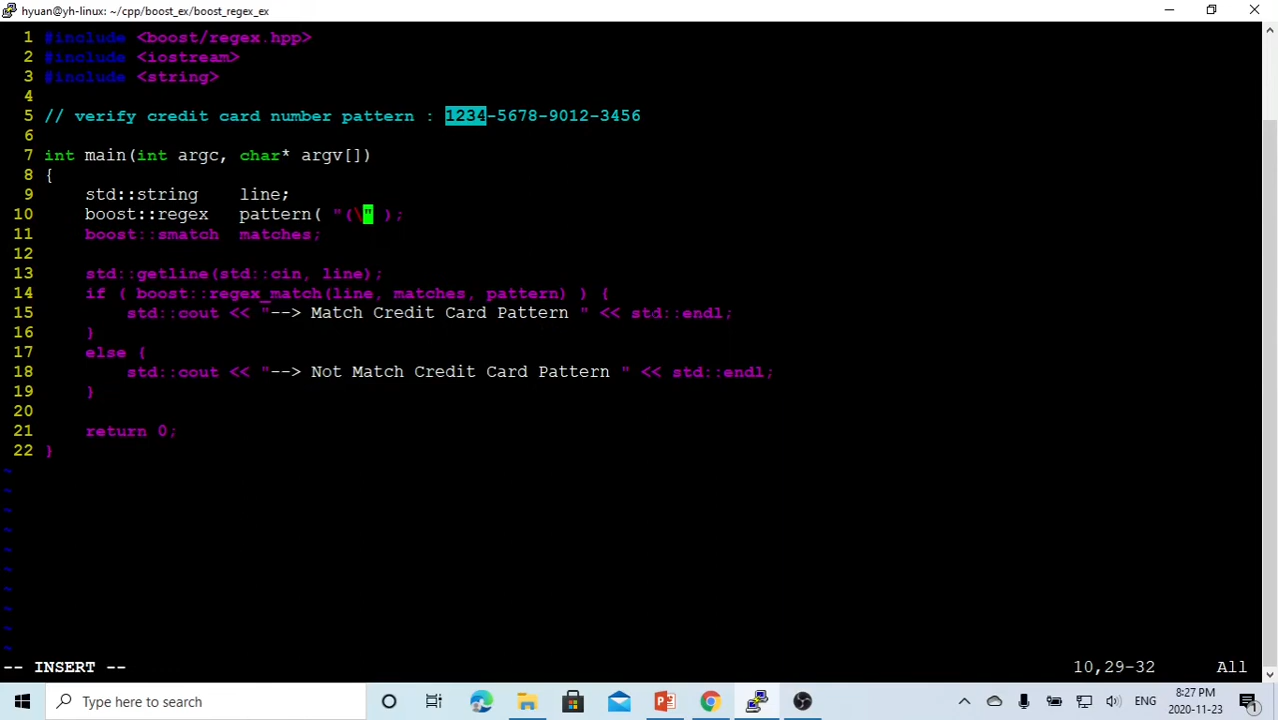 hyuan@yh-linux: ~/cpp/boost_ex/boost_regex_ex
1 #include <boost/regex.hpp>
2 #include <iostream>
3 #include <string>
4
5 // verify credit card number pattern : 1234-5678-9012-3456
6
7 int main(int argc, char* argv[])
8 {
9     std::string    line;
10     boost::regex   pattern( "(\" );
11     boost::smatch  matches;
12
13     std::getline(std::cin, line);
14     if ( boost::regex_match(line, matches, pattern) ) {
15         std::cout << "--> Match Credit Card Pattern " << std::endl;
16     }
17     else {
18         std::cout << "--> Not Match Credit Card Pattern " << std::endl;
19     }
20
21     return 0;
22 }
~
~
~
~
~
~
~
~
~
~
-- INSERT -- 10,29-32 All
Type here to search ENG 8:27 PM
2020-11-23 1